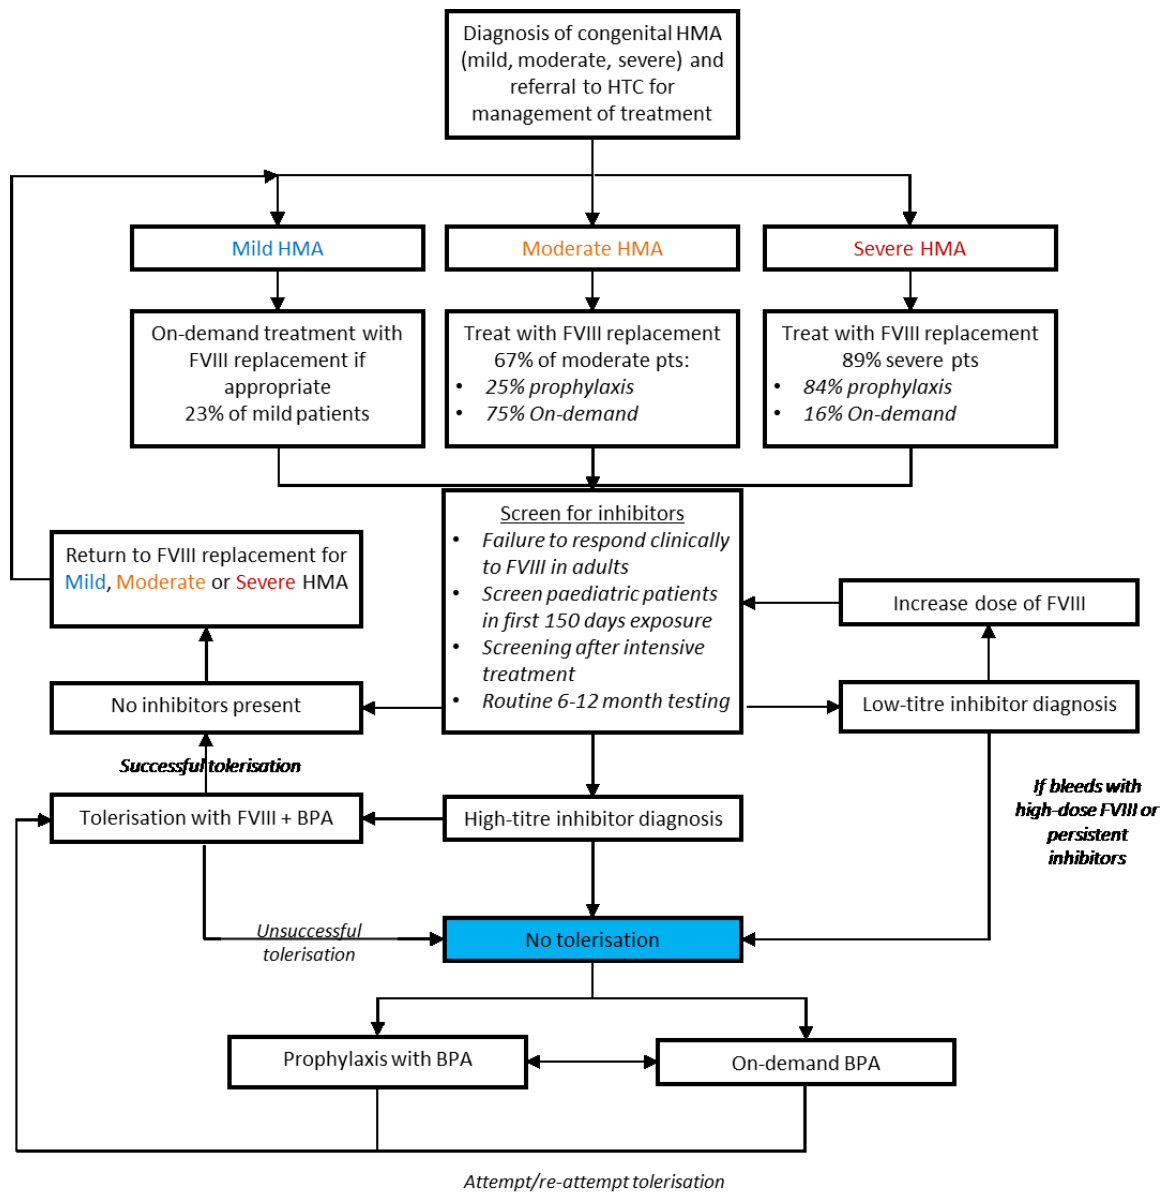 Diagnosis of congenital HMA
(mild, moderate, severe) and
referral to HTC for
management of treatment
Mild HMA
Moderate HMA
Severe HMA
On-demand treatment with
FVIII replacement if
appropriate
23% of mild patients
Treat with FVIII replacement
67% of moderate pts:
• 25% prophylaxis
• 75% On-demand
Treat with FVIII replacement
89% severe pts
• 84% prophylaxis
• 16% On-demand
Screen for inhibitors
• Failure to respond clinically
to FVIII in adults
• Screen paediatric patients
in first 150 days exposure
• Screening after intensive
treatment
• Routine 6-12 month testing
Return to FVIII replacement for
Mild, Moderate or Severe HMA
Increase dose of FVIII
No inhibitors present
Low-titre inhibitor diagnosis
Successful tolerisation
If bleeds with
high-dose FVIII or
persistent
inhibitors
Tolerisation with FVIII + BPA
High-titre inhibitor diagnosis
Unsuccessful
tolerisation
No tolerisation
Prophylaxis with BPA
On-demand BPA
Attempt/re-attempt tolerisation